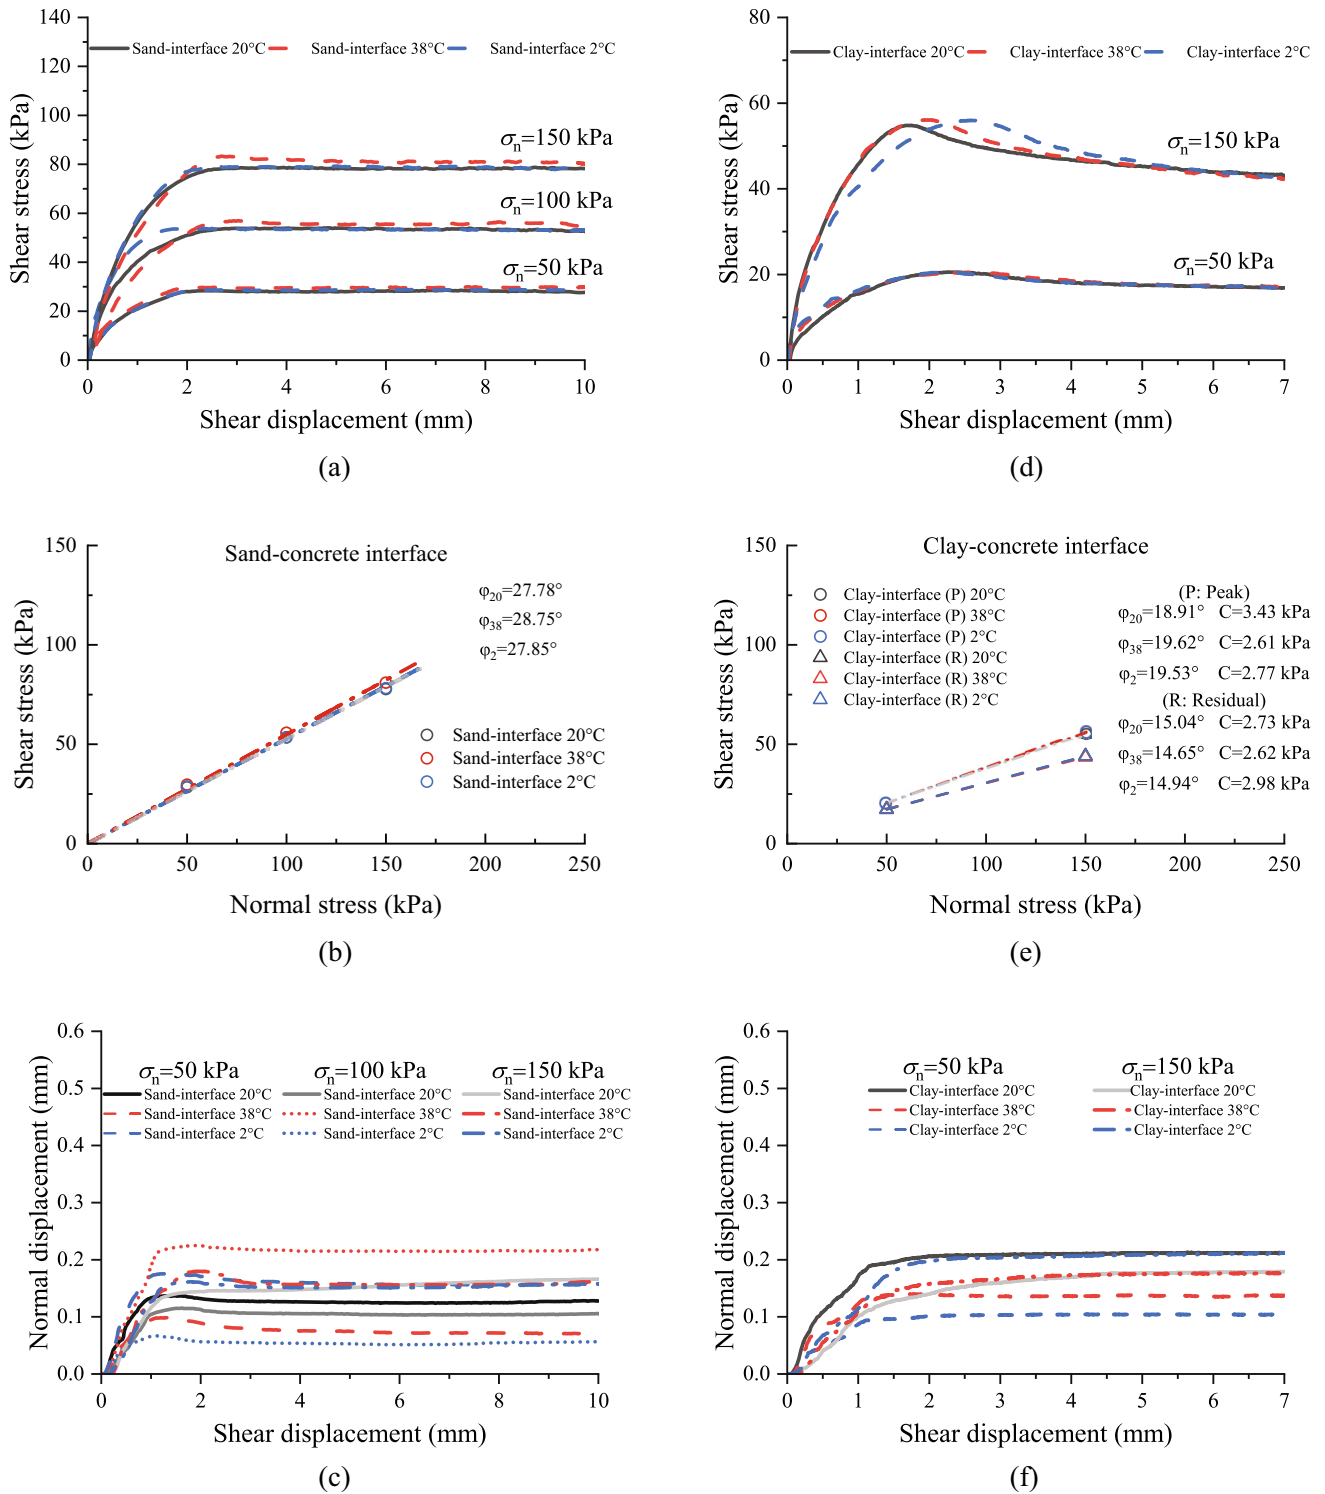 Shear stress (kPa)
140
120
100
80
60
40
20
0
Sand-interface 20°C Sand-interface 38°C Sand-interface 2°C
σn=150 kPa
σn=100 kPa
σn=50 kPa
0 2 4 6 8 10
Shear displacement (mm)
(a)
Shear stress (kPa)
80
60
40
20
0
Clay-interface 20°C Clay-interface 38°C Clay-interface 2°C
σn=150 kPa
σn=50 kPa
0 1 2 3 4 5 6 7
Shear displacement (mm)
(d)
Shear stress (kPa)
150
100
50
0
Sand-concrete interface
φ20=27.78°
φ38=28.75°
φ2=27.85°
Sand-interface 20°C
Sand-interface 38°C
Sand-interface 2°C
0 50 100 150 200 250
Normal stress (kPa)
(b)
Shear stress (kPa)
150
100
50
0
Clay-concrete interface
Clay-interface (P) 20°C
Clay-interface (P) 38°C
Clay-interface (P) 2°C
Clay-interface (R) 20°C
Clay-interface (R) 38°C
Clay-interface (R) 2°C
(P: Peak)
φ20=18.91° C=3.43 kPa
φ38=19.62° C=2.61 kPa
φ2=19.53° C=2.77 kPa
(R: Residual)
φ20=15.04° C=2.73 kPa
φ38=14.65° C=2.62 kPa
φ2=14.94° C=2.98 kPa
0 50 100 150 200 250
Normal stress (kPa)
(e)
Normal displacement (mm)
0.6
0.5
0.4
0.3
0.2
0.1
0.0
σn=50 kPa σn=100 kPa σn=150 kPa
Sand-interface 20°C Sand-interface 20°C Sand-interface 20°C
Sand-interface 38°C Sand-interface 38°C Sand-interface 38°C
Sand-interface 2°C Sand-interface 2°C Sand-interface 2°C
0 2 4 6 8 10
Shear displacement (mm)
(c)
Normal displacement (mm)
0.6
0.5
0.4
0.3
0.2
0.1
0.0
σn=50 kPa σn=150 kPa
Clay-interface 20°C Clay-interface 20°C
Clay-interface 38°C Clay-interface 38°C
Clay-interface 2°C Clay-interface 2°C
0 1 2 3 4 5 6 7
Shear displacement (mm)
(f)